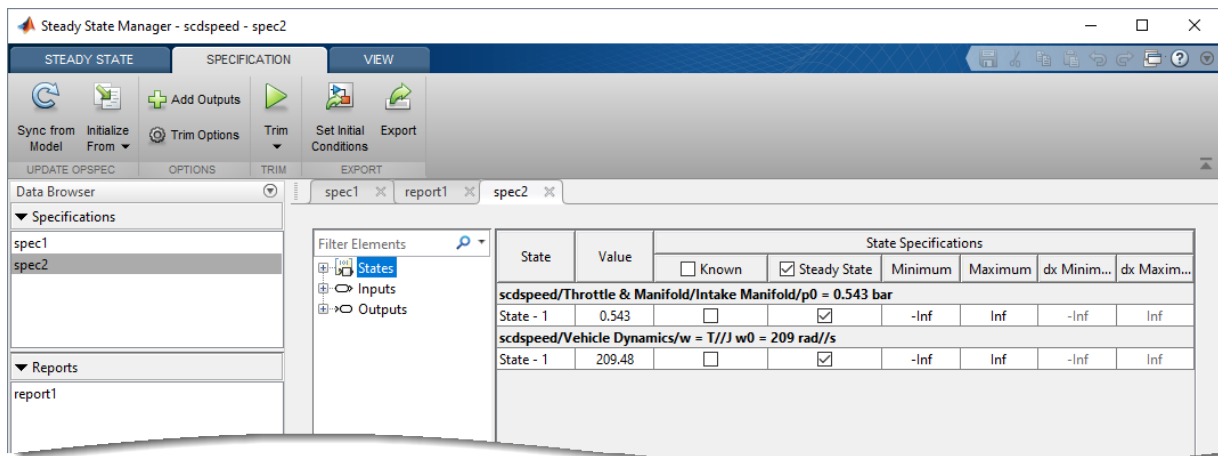 Steady State Manager - scdspeed - spec2
STEADY STATE SPECIFICATION VIEW
Sync from Model
Initialize From
Add Outputs
Trim Options
Trim
Set Initial Conditions
Export
UPDATE OPSPEC OPTIONS TRIM EXPORT
Data Browser
spec1 report1 spec2
Specifications
spec1
spec2
Reports
report1
Filter Elements
States
Inputs
Outputs
State Value State Specifications
Known Steady State Minimum Maximum dx Minim... dx Maxim...
scdspeed/Throttle & Manifold/Intake Manifold/p0 = 0.543 bar
State - 1 0.543 -Inf Inf -Inf Inf
scdspeed/Vehicle Dynamics/w = T//J w0 = 209 rad//s
State - 1 209.48 -Inf Inf -Inf Inf